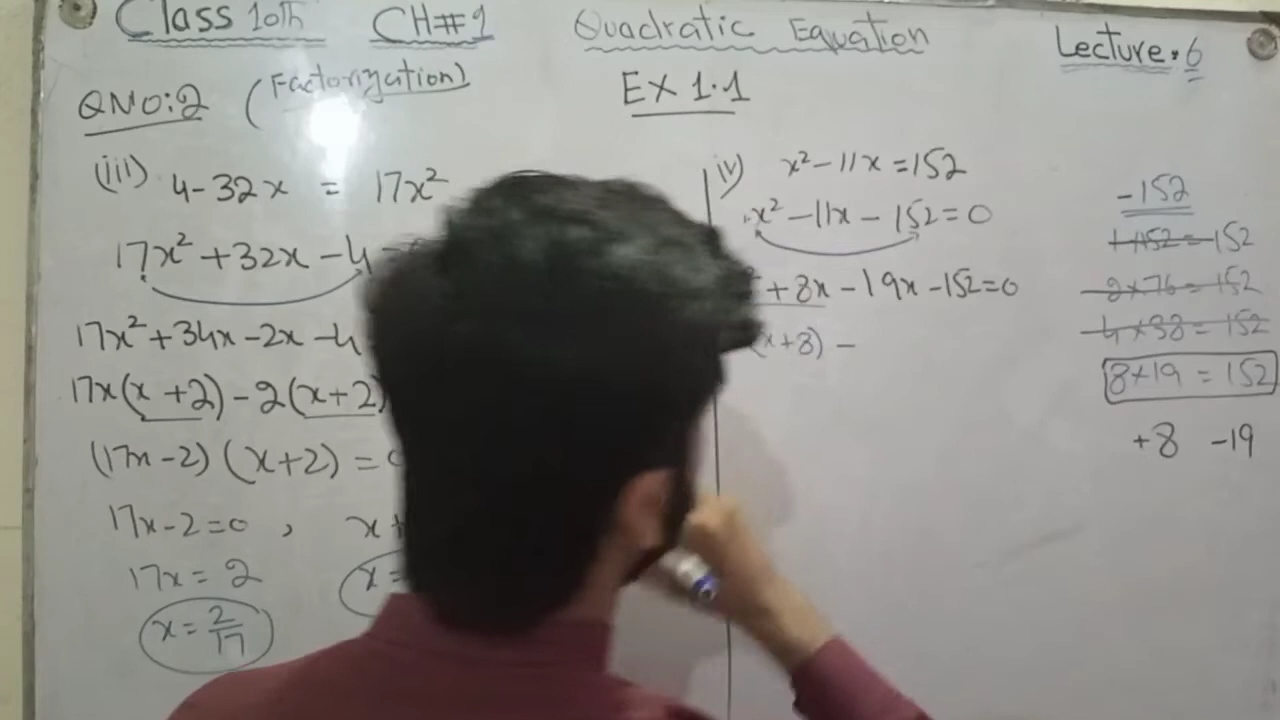 Class 10th CH#1 Quadratic Equation Lecture.6
QNO:2 (Factorization) EX 1.1
(iii) 4-32x = 17x²
17x²+32x-4
17x²+34x-2x-4
17x(x+2)-2(x+2)
(17x-2)(x+2)=
17x-2=0 , x+
17x=2 x=
x=2/17
iv) x²-11x=152
x²-11x-152=0
+8x-19x-152=0
(x+8)-
-152
1×152=152
2×76=152
4×38=152
8×19=152
+8 -19